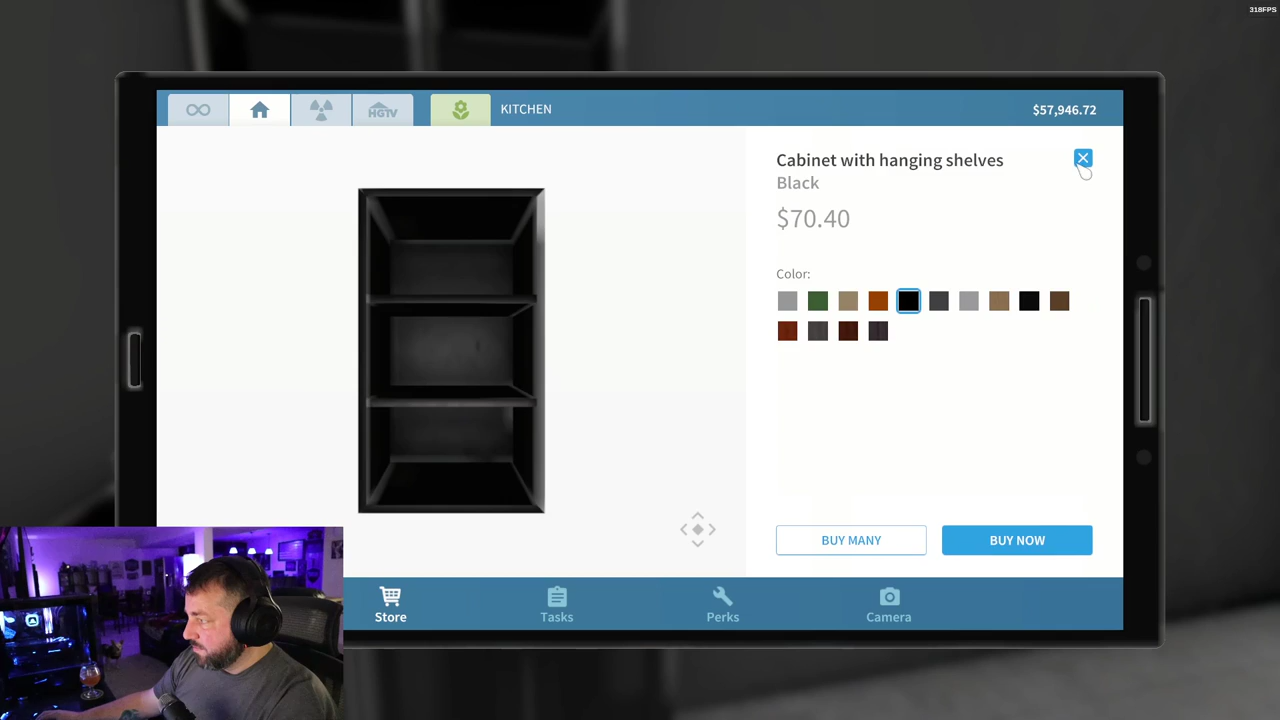 318FPS
HGTV
KITCHEN
$57,946.72
Cabinet with hanging shelves
Black
$70.40
Color:
BUY MANY
BUY NOW
Store
Tasks
Perks
Camera